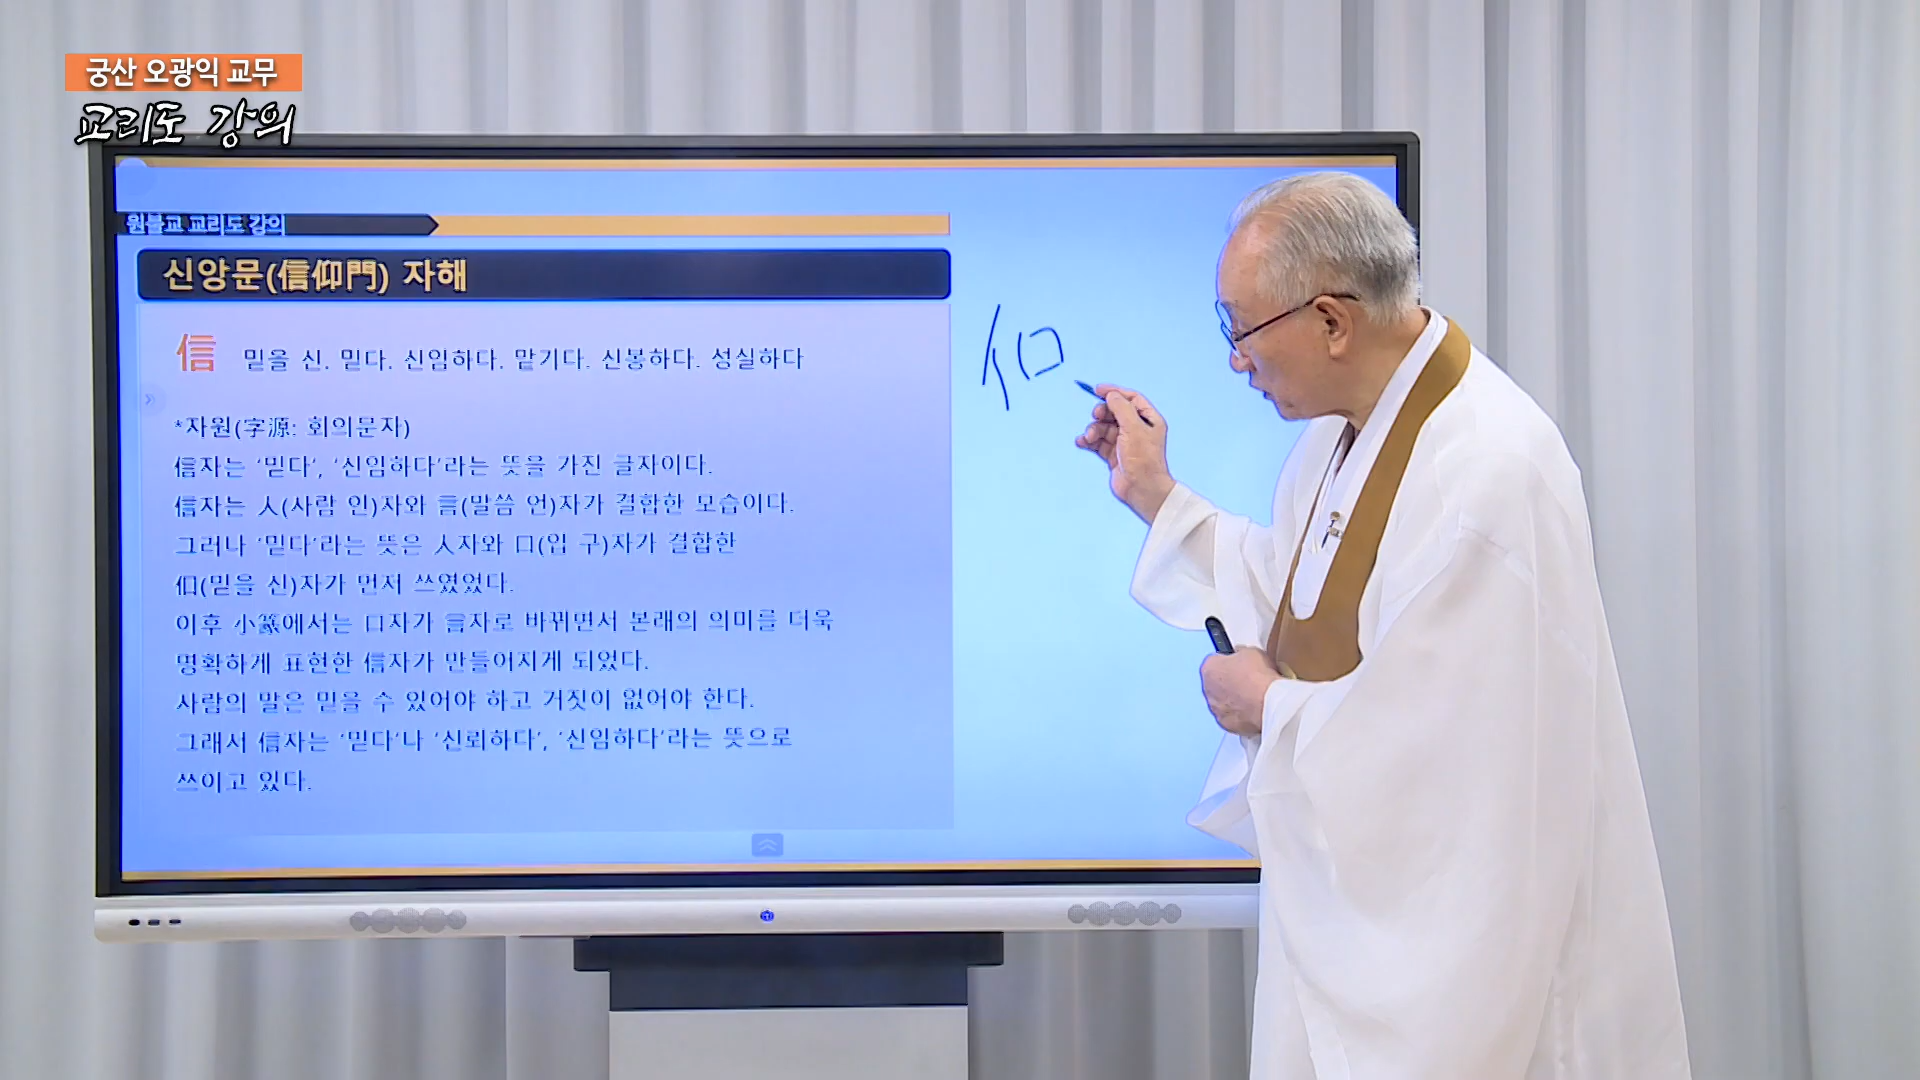 궁산 오광익 교무
교리도 강의
원불교 교리도 강의
신앙문(信仰門) 자해
信 믿을 신. 믿다. 신임하다. 맡기다. 신봉하다. 성실하다
*자원(字源: 회의문자)
信자는 ‘믿다’, ‘신임하다’라는 뜻을 가진 글자이다.
信자는 人(사람 인)자와 言(말씀 언)자가 결합한 모습이다.
그러나 ‘믿다’라는 뜻은 人자와 口(입 구)자가 결합한
㐰(믿을 신)자가 먼저 쓰였었다.
이후 小篆에서는 口자가 言자로 바뀌면서 본래의 의미를 더욱
명확하게 표현한 信자가 만들어지게 되었다.
사람의 말은 믿을 수 있어야 하고 거짓이 없어야 한다.
그래서 信자는 ‘믿다’나 ‘신뢰하다’, ‘신임하다’라는 뜻으로
쓰이고 있다.
㐰